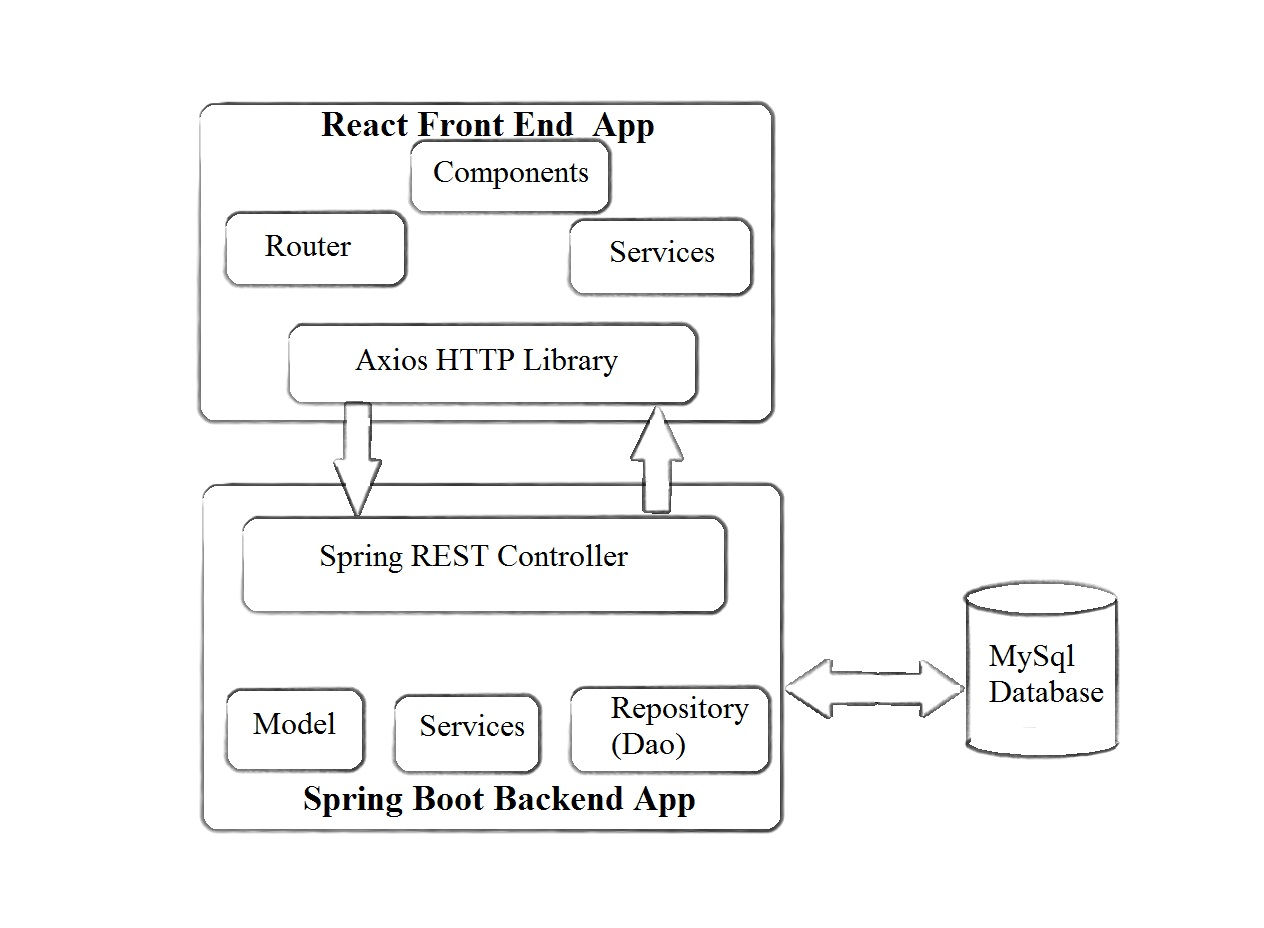 React Front End App
Components
Router
Services
Axios HTTP Library
Spring REST Controller
MySql
Database
Model
Services
Repository
(Dao)
Spring Boot Backend App